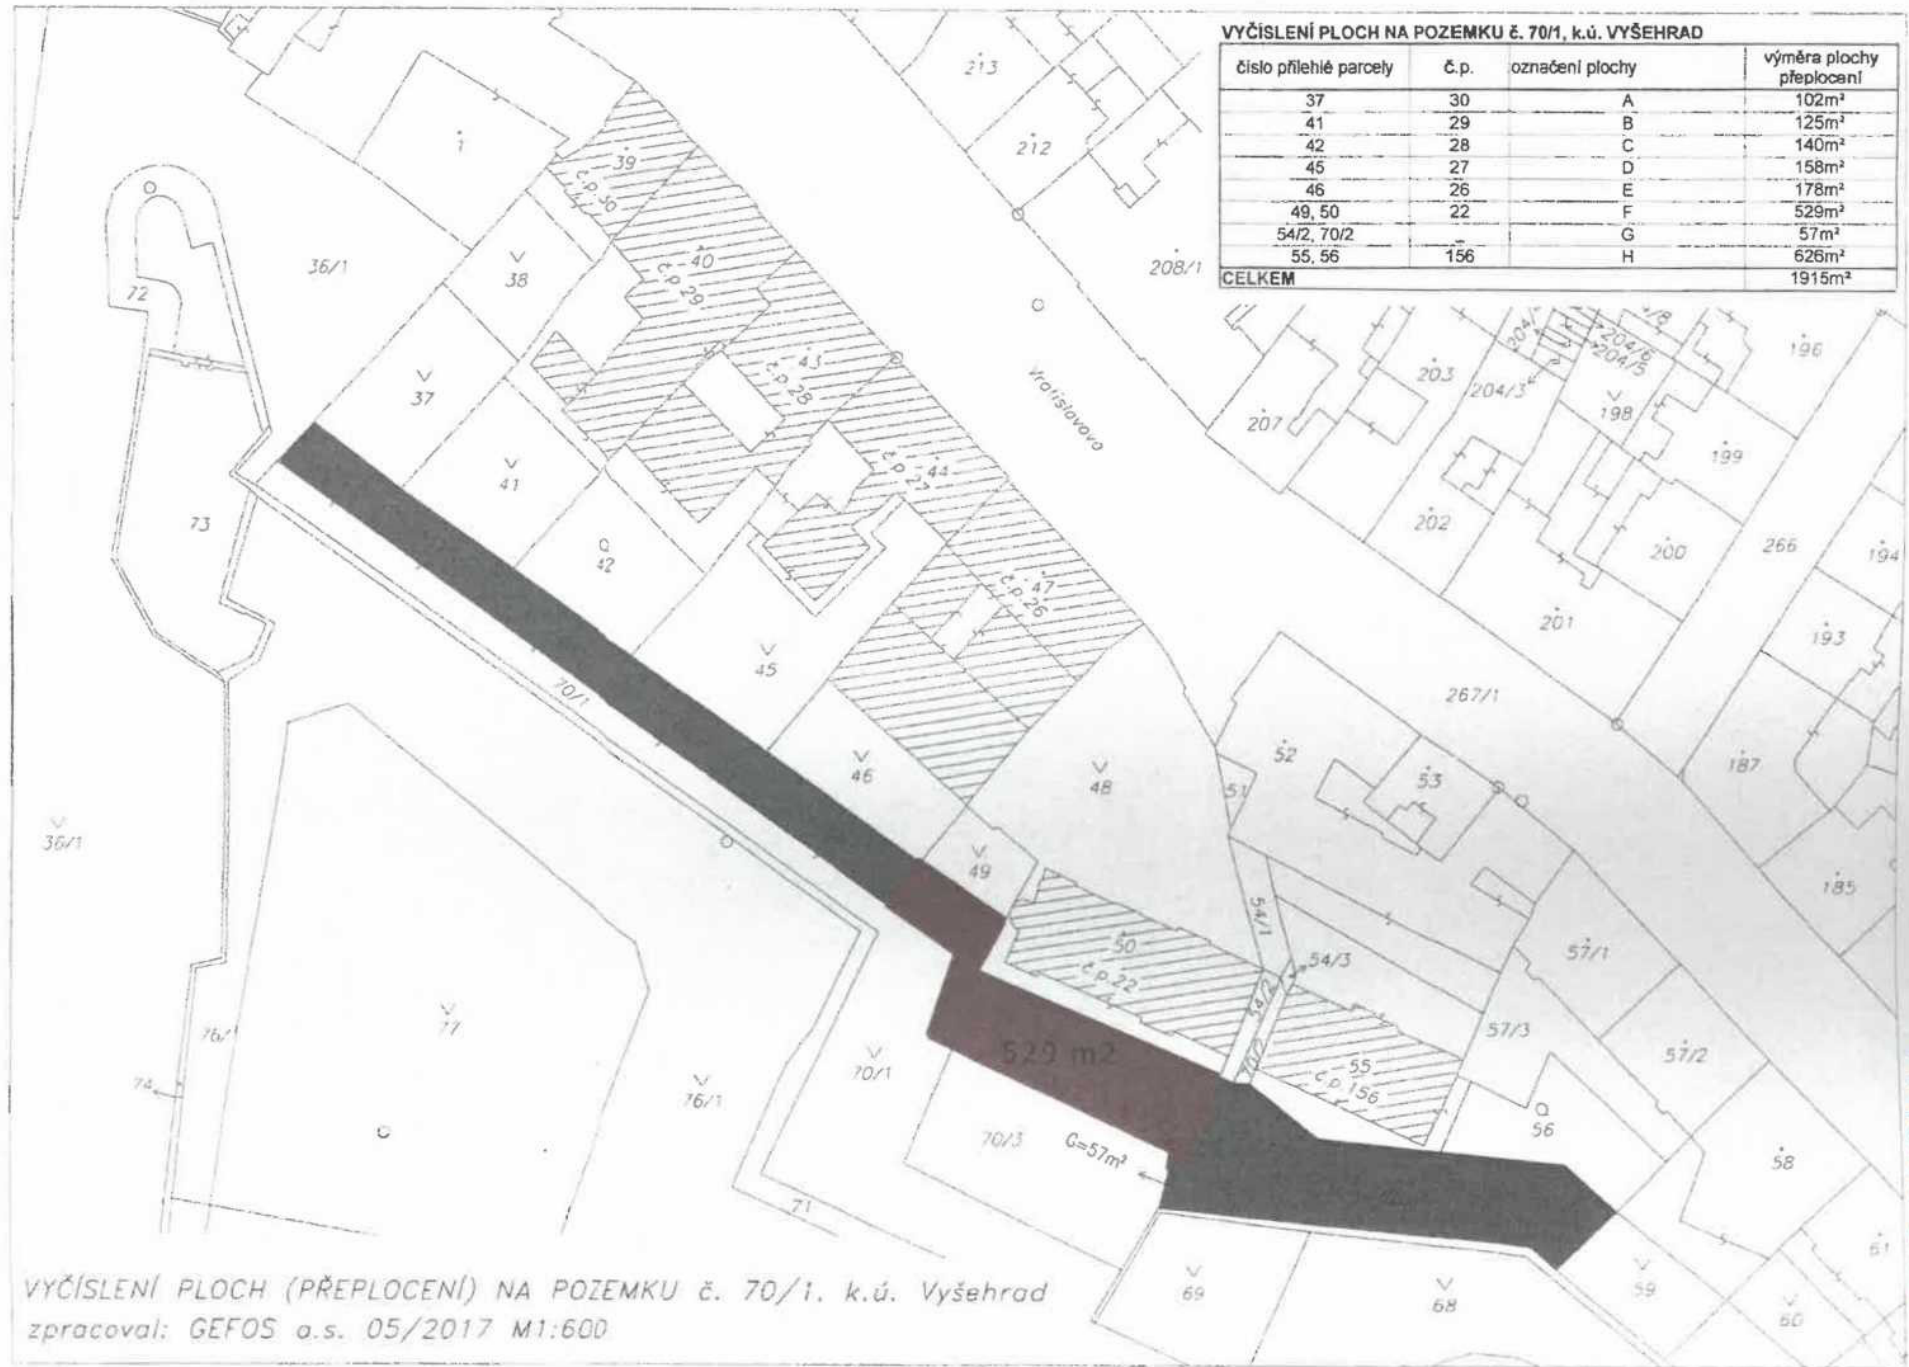 VYČÍSLENÍ PLOCH NA POZEMKU č. 70/1, k.ú. VYŠEHRAD
číslo přilehlé parcely č.p. označení plochy výměra plochy přeplocení
37 30 A 102m²
41 29 B 125m²
42 28 C 140m²
45 27 D 158m²
46 26 E 178m²
49, 50 22 F 529m²
54/2, 70/2 _ G 57m²
55, 56 156 H 626m²
CELKEM 1915m²
213
212
1
39
č.p.30
36/1
38
40
č.p.29
208/1
72
37
43
č.p.28
Vratislavova
204/6
204/5
204/3
203
196
207
198
199
41
44
č.p.27
73
42
202
200
266
194
47
č.p.26
201
193
45
70/1
267/1
46
48
52
51
53
187
36/1
49
185
50
č.p.22
54/1
54/3
54/2
70/2
57/1
57/3
57/2
77
76/1
74
76/1
70/1
529 m2
55
č.p.156
56
70/3
G=57m²
58
71
61
69
68
59
60
VYČÍSLENÍ PLOCH (PŘEPLOCENÍ) NA POZEMKU č. 70/1. k.ú. Vyšehrad
zpracoval: GEFOS a.s. 05/2017 M1:600